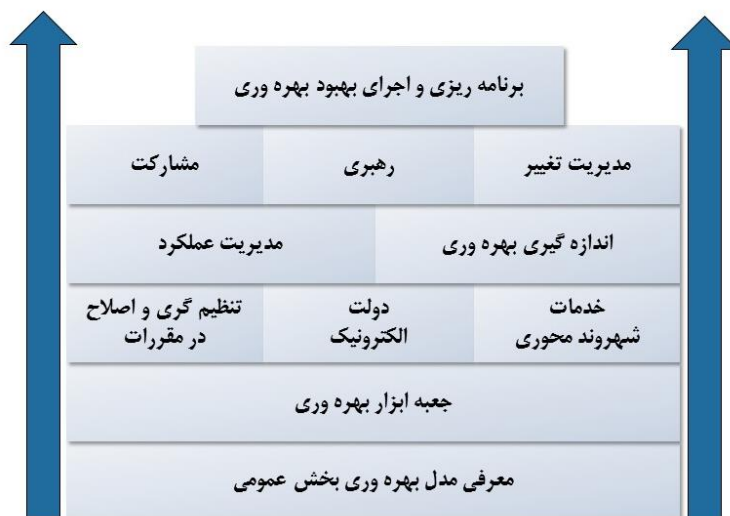 برنامه ریزی و اجرای بهبود بهره وری
مدیریت تغییر
رهبری
مشارکت
اندازه گیری بهره وری
مدیریت عملکرد
خدمات
شهروند محوری
دولت
الکترونیک
تنظیم گری و اصلاح
در مقررات
جعبه ابزار بهره وری
معرفی مدل بهره وری بخش عمومی